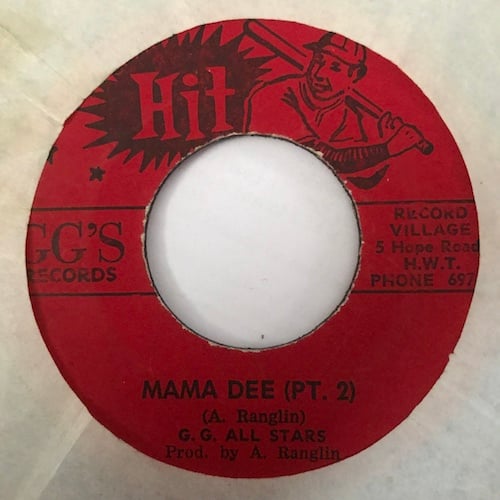 Hit
GG'S
RECORDS
RECORD
VILLAGE
5 Hope Road
H.W.T.
PHONE 697
MAMA DEE (PT. 2)
(A. Ranglin)
G. G. ALL STARS
Prod. by A. Ranglin